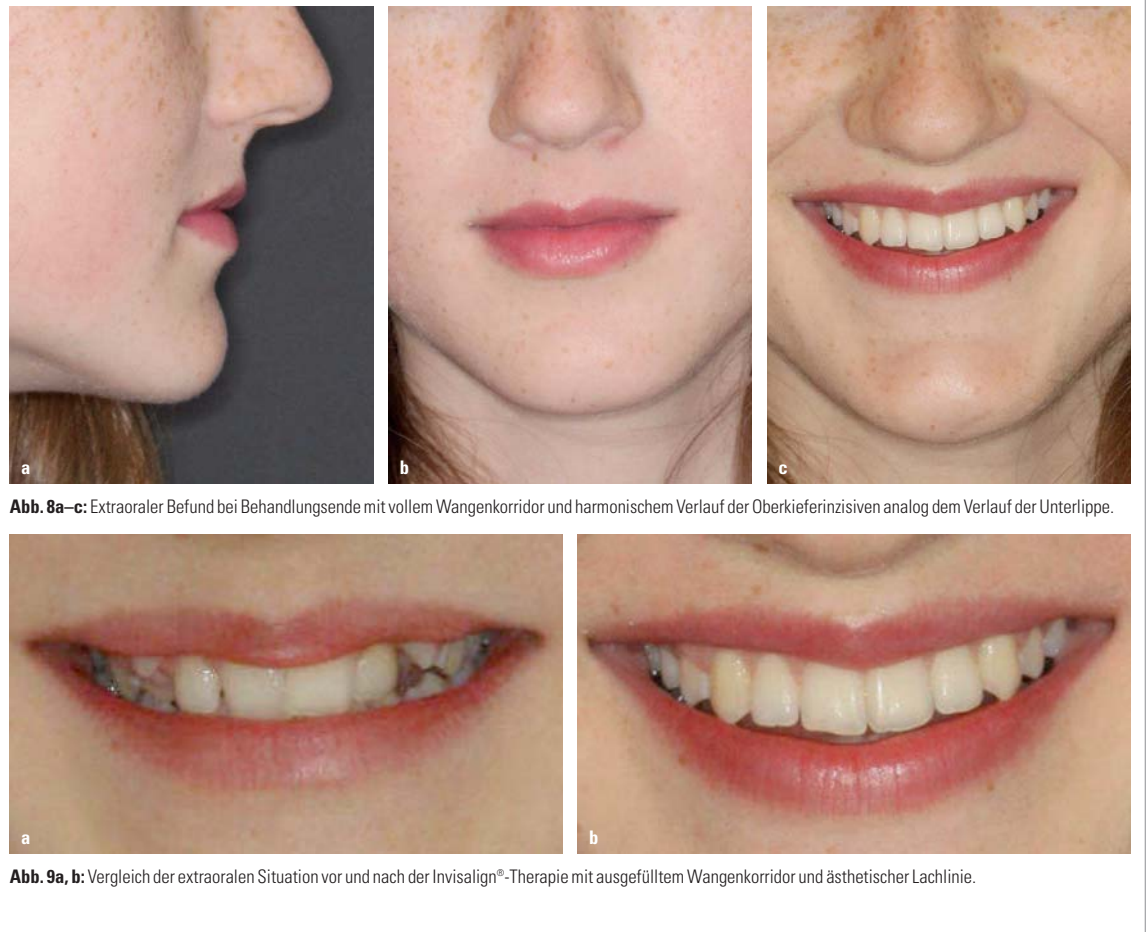 a
b
c
Abb. 8a–c: Extraoraler Befund bei Behandlungsende mit vollem Wangenkorridor und harmonischem Verlauf der Oberkieferinzisiven analog dem Verlauf der Unterlippe.
a
b
Abb. 9a, b: Vergleich der extraoralen Situation vor und nach der Invisalign®-Therapie mit ausgefülltem Wangenkorridor und ästhetischer Lachlinie.